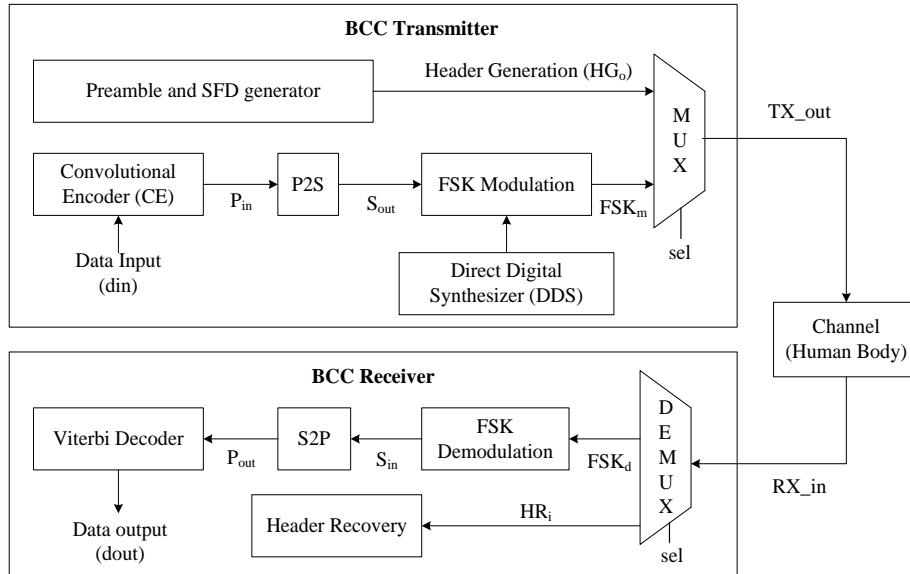 BCC Transmitter
Preamble and SFD generator
Header Generation (HGo)
M
U
X
TX_out
Convolutional
Encoder (CE)
Pin
P2S
Sout
FSK Modulation
FSKm
sel
Data Input
(din)
Direct Digital
Synthesizer (DDS)
Channel
(Human Body)
BCC Receiver
Viterbi Decoder
Pout
S2P
Sin
FSK
Demodulation
FSKd
D
E
M
U
X
RX_in
Data output
(dout)
Header Recovery
HRi
sel